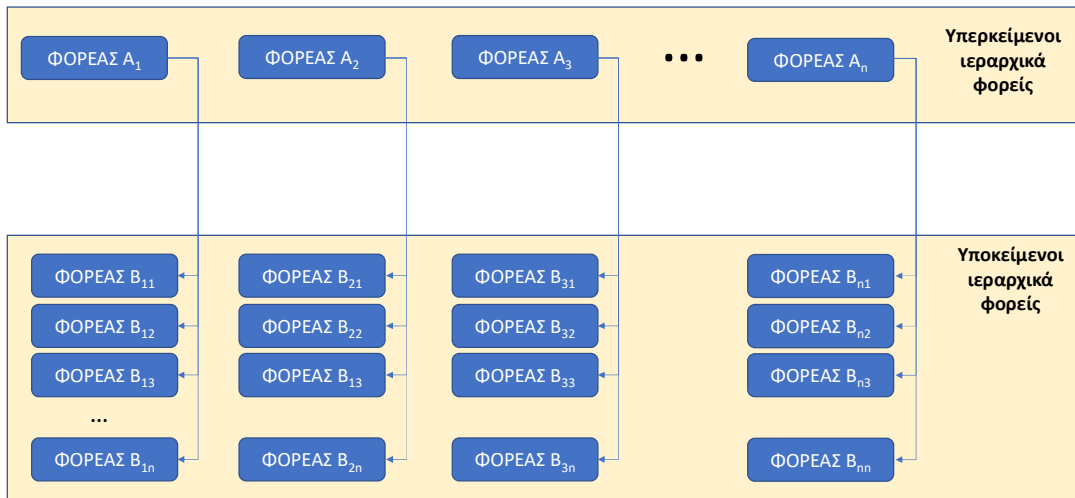 ΦΟΡΕΑΣ Α₁
ΦΟΡΕΑΣ Α₂
ΦΟΡΕΑΣ Α₃
...
ΦΟΡΕΑΣ Αₙ
Υπερκείμενοι
ιεραρχικά
φορείς
Υποκείμενοι
ιεραρχικά
φορείς
ΦΟΡΕΑΣ Β₁₁
ΦΟΡΕΑΣ Β₂₁
ΦΟΡΕΑΣ Β₃₁
ΦΟΡΕΑΣ Βₙ₁
ΦΟΡΕΑΣ Β₁₂
ΦΟΡΕΑΣ Β₂₂
ΦΟΡΕΑΣ Β₃₂
ΦΟΡΕΑΣ Βₙ₂
ΦΟΡΕΑΣ Β₁₃
ΦΟΡΕΑΣ Β₁₃
ΦΟΡΕΑΣ Β₃₃
ΦΟΡΕΑΣ Βₙ₃
...
ΦΟΡΕΑΣ Β₁ₙ
ΦΟΡΕΑΣ Β₂ₙ
ΦΟΡΕΑΣ Β₃ₙ
ΦΟΡΕΑΣ Βₙₙ